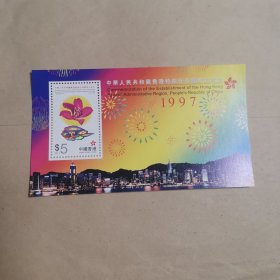 中華人民共和國香港特別行政區成立紀念
Commemoration of the Establishment of the Hong Kong
Special Administrative Region, People's Republic of China
1997
$5
中國香港